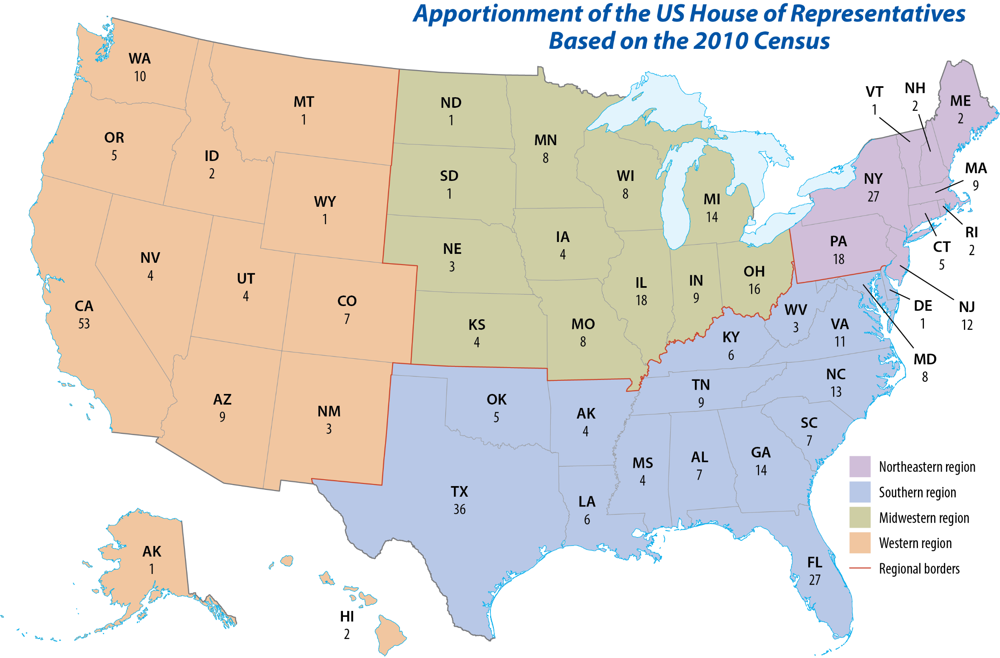 Apportionment of the US House of Representatives
Based on the 2010 Census
WA
10
MT
1
ND
1
MN
8
VT
1
NH
2
ME
2
OR
5
ID
2
WY
1
SD
1
WI
8
MI
14
NY
27
MA
9
NV
4
UT
4
CO
7
NE
3
IA
4
IL
18
IN
9
OH
16
PA
18
RI
2
CT
5
CA
53
KS
4
MO
8
KY
6
WV
3
VA
11
DE
1
NJ
12
MD
8
AZ
9
NM
3
OK
5
AK
4
TN
9
NC
13
SC
7
TX
36
LA
6
MS
4
AL
7
GA
14
FL
27
AK
1
HI
2
Northeastern region
Southern region
Midwestern region
Western region
Regional borders